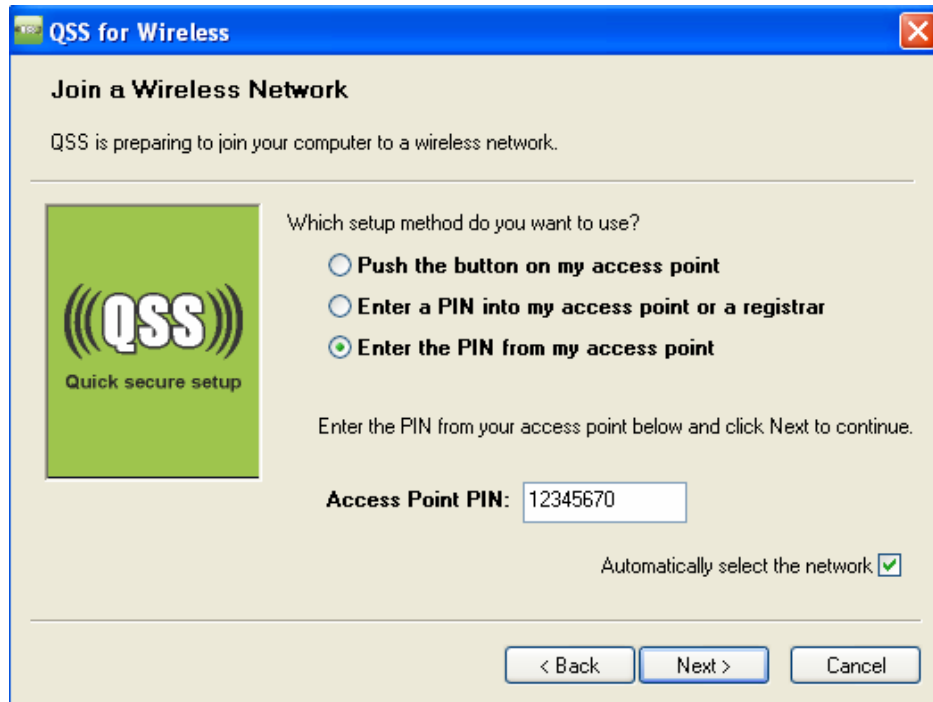 QSS for Wireless
Join a Wireless Network
QSS is preparing to join your computer to a wireless network.
Which setup method do you want to use?
Push the button on my access point
Enter a PIN into my access point or a registrar
Enter the PIN from my access point
(((QSS)))
Quick secure setup
Enter the PIN from your access point below and click Next to continue.
Access Point PIN: 12345670
Automatically select the network
< Back Next > Cancel